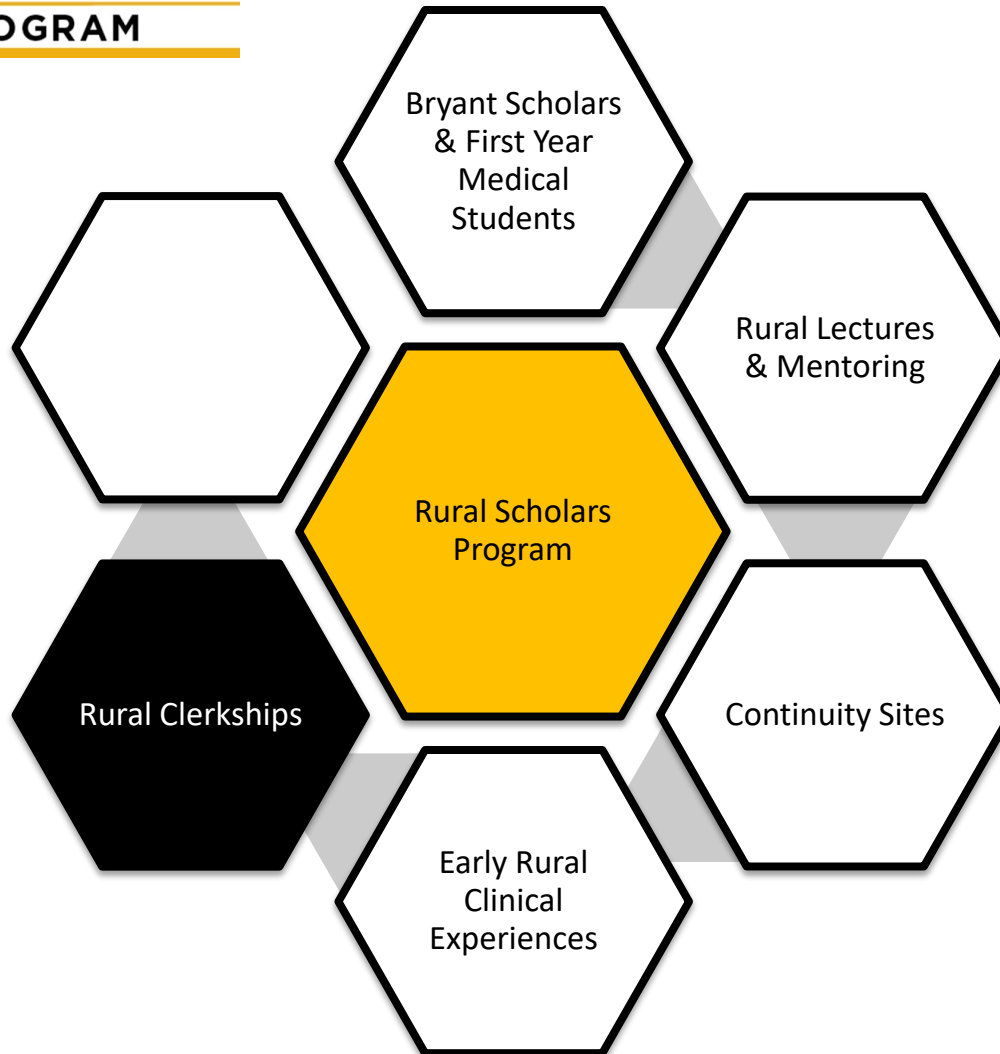 OGRAM
Bryant Scholars
& First Year
Medical
Students
Rural Lectures
& Mentoring
Rural Scholars
Program
Rural Clerkships
Continuity Sites
Early Rural
Clinical
Experiences